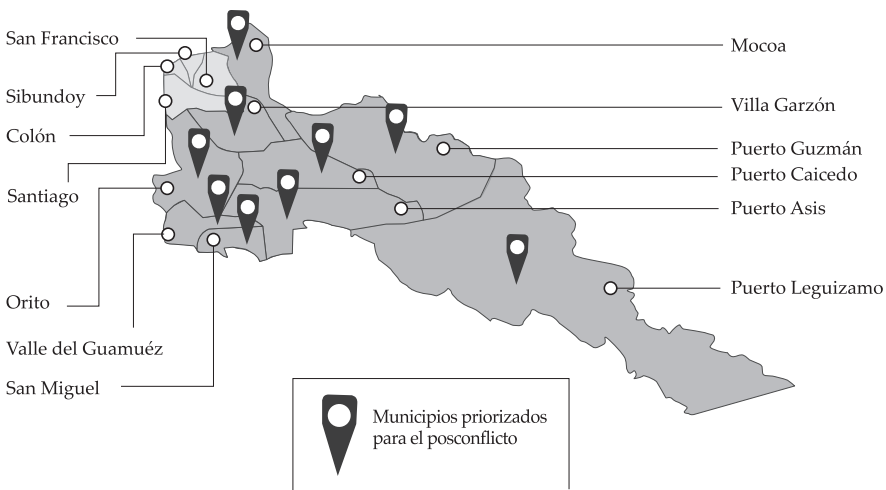 San Francisco
Sibundoy
Colón
Santiago
Orito
Valle del Guamuéz
San Miguel
Mocoa
Villa Garzón
Puerto Guzmán
Puerto Caicedo
Puerto Asis
Puerto Leguizamo
Municipios priorizados
para el posconflicto